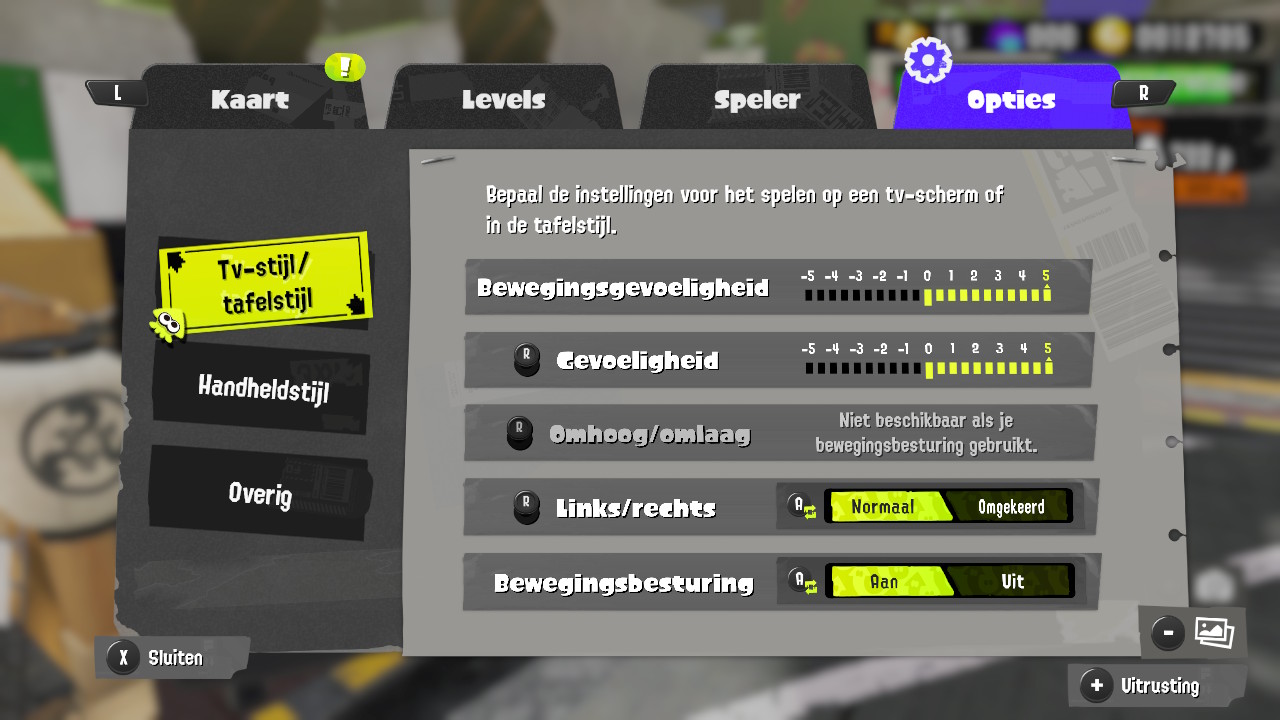 L
!
Kaart
Levels
Speler
Opties
R
Bepaal de instellingen voor het spelen op een tv-scherm of
in de tafelstijl.
Tv-stijl/
tafelstijl
Handheldstijl
Overig
Bewegingsgevoeligheid
-5 -4 -3 -2 -1 0 1 2 3 4 5
R Gevoeligheid
-5 -4 -3 -2 -1 0 1 2 3 4 5
R Omhoog/omlaag
Niet beschikbaar als je
bewegingsbesturing gebruikt.
R Links/rechts
A Normaal Omgekeerd
Bewegingsbesturing
A Aan Uit
X Sluiten
-
+ Uitrusting